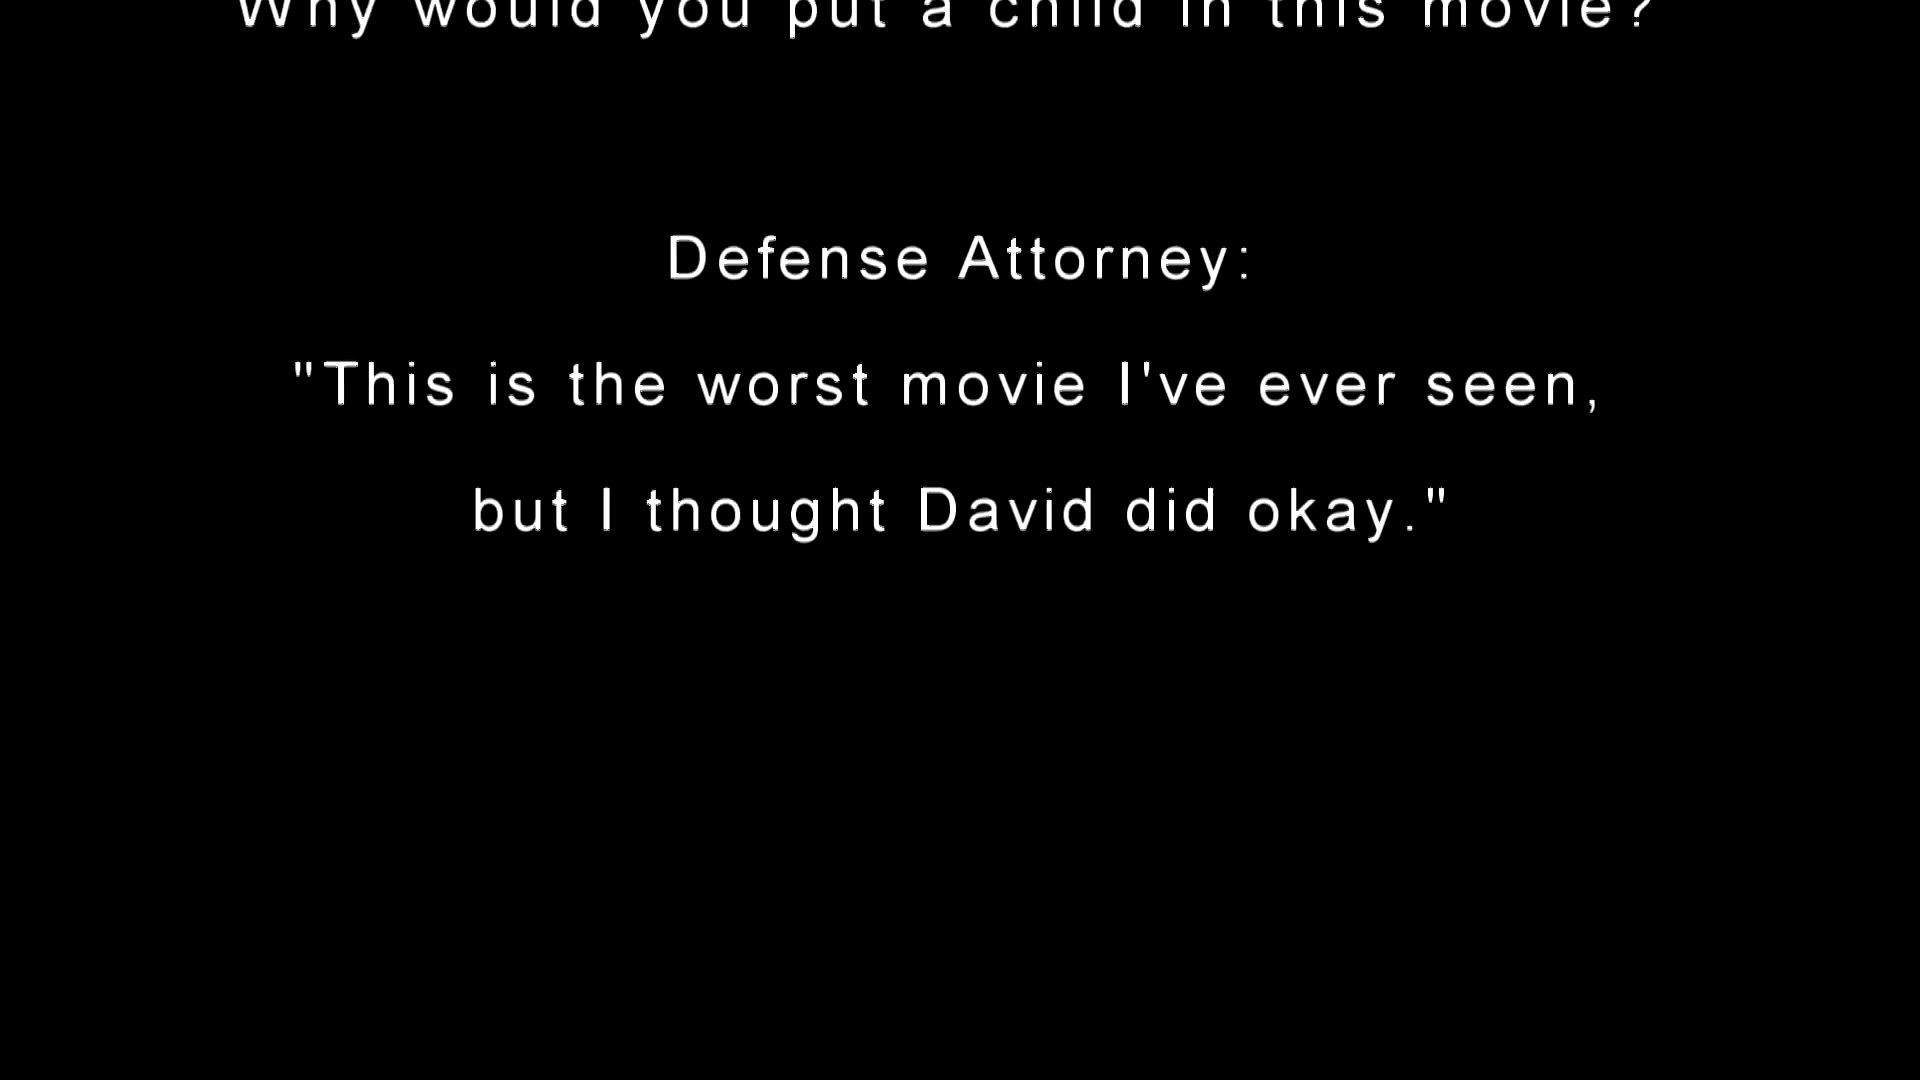 Why would you put a child in this movie?
Defense Attorney:
"This is the worst movie I've ever seen,
but I thought David did okay."